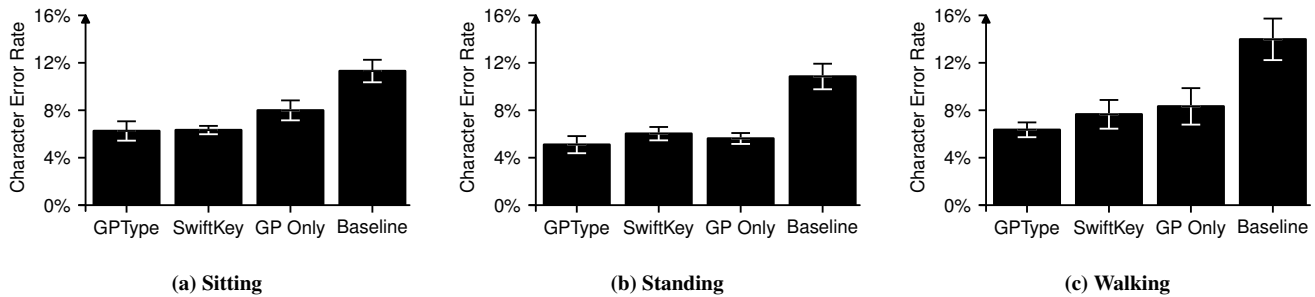 Character Error Rate
16%
12%
8%
4%
0%
GPType SwiftKey GP Only Baseline
(a) Sitting
Character Error Rate
16%
12%
8%
4%
0%
GPType SwiftKey GP Only Baseline
(b) Standing
Character Error Rate
16%
12%
8%
4%
0%
GPType SwiftKey GP Only Baseline
(c) Walking